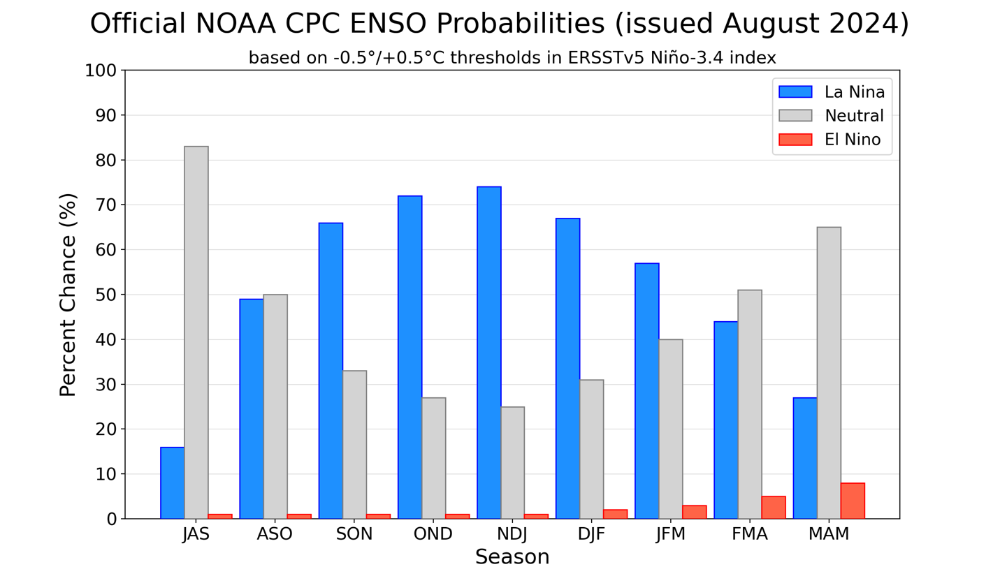 Official NOAA CPC ENSO Probabilities (issued August 2024)
based on -0.5°/+0.5°C thresholds in ERSSTv5 Niño-3.4 index
La Nina
Neutral
El Nino
Percent Chance (%)
100
90
80
70
60
50
40
30
20
10
0
JAS ASO SON OND NDJ DJF JFM FMA MAM
Season